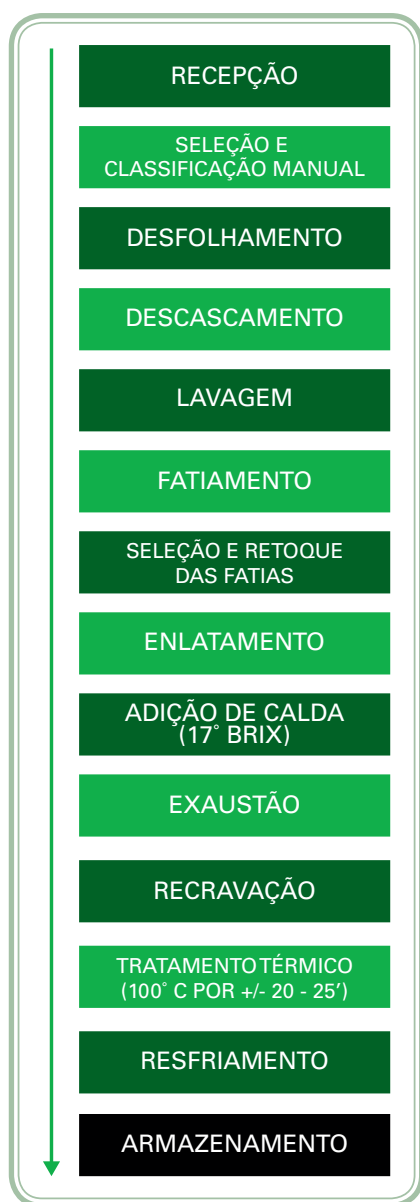 RECEPÇÃO
SELEÇÃO E
CLASSIFICAÇÃO MANUAL
DESFOLHAMENTO
DESCASCAMENTO
LAVAGEM
FATIAMENTO
SELEÇÃO E RETOQUE
DAS FATIAS
ENLATAMENTO
ADIÇÃO DE CALDA
(17° BRIX)
EXAUSTÃO
RECRAVAÇÃO
TRATAMENTO TÉRMICO
(100° C POR +/- 20 - 25’)
RESFRIAMENTO
ARMAZENAMENTO